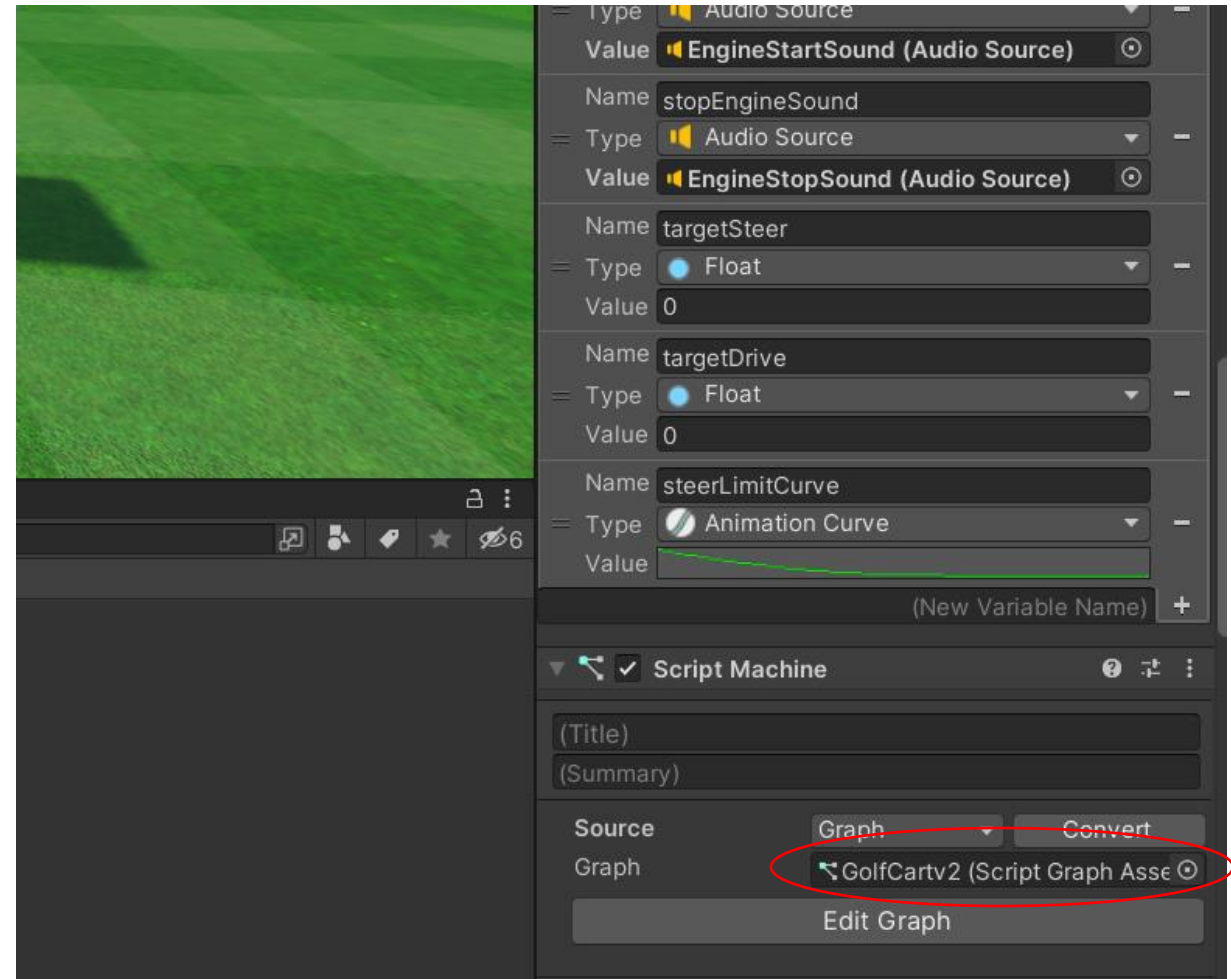 Type Audio Source
Value EngineStartSound (Audio Source)
Name stopEngineSound
Type Audio Source
Value EngineStopSound (Audio Source)
Name targetSteer
Type Float
Value 0
Name targetDrive
Type Float
Value 0
Name steerLimitCurve
Type Animation Curve
6
Value
(New Variable Name) +
Script Machine
(Title)
(Summary)
Source Graph Convert
Graph GolfCartv2 (Script Graph Asse
Edit Graph